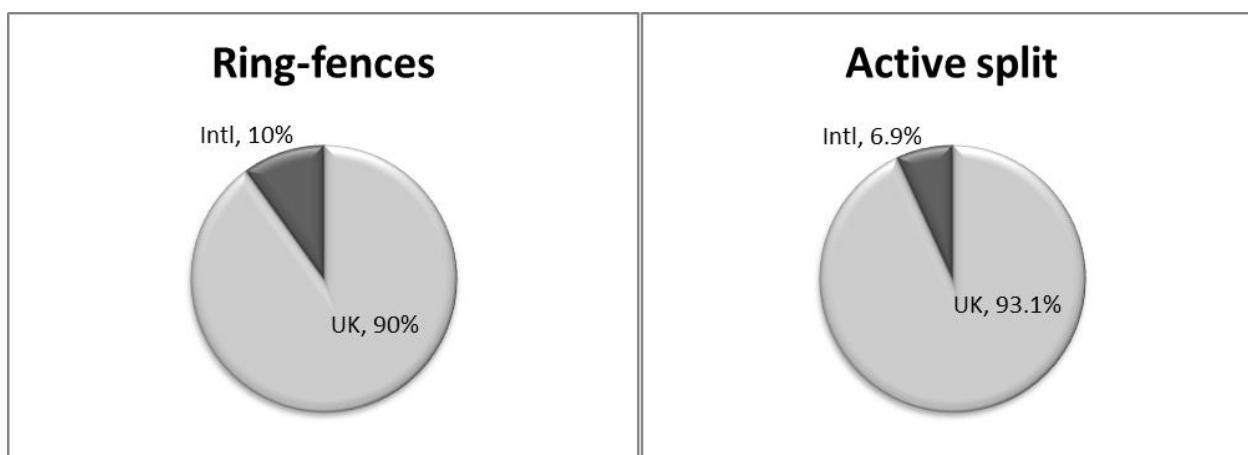 Ring-fences
Intl, 10%
UK, 90%
Active split
Intl, 6.9%
UK, 93.1%